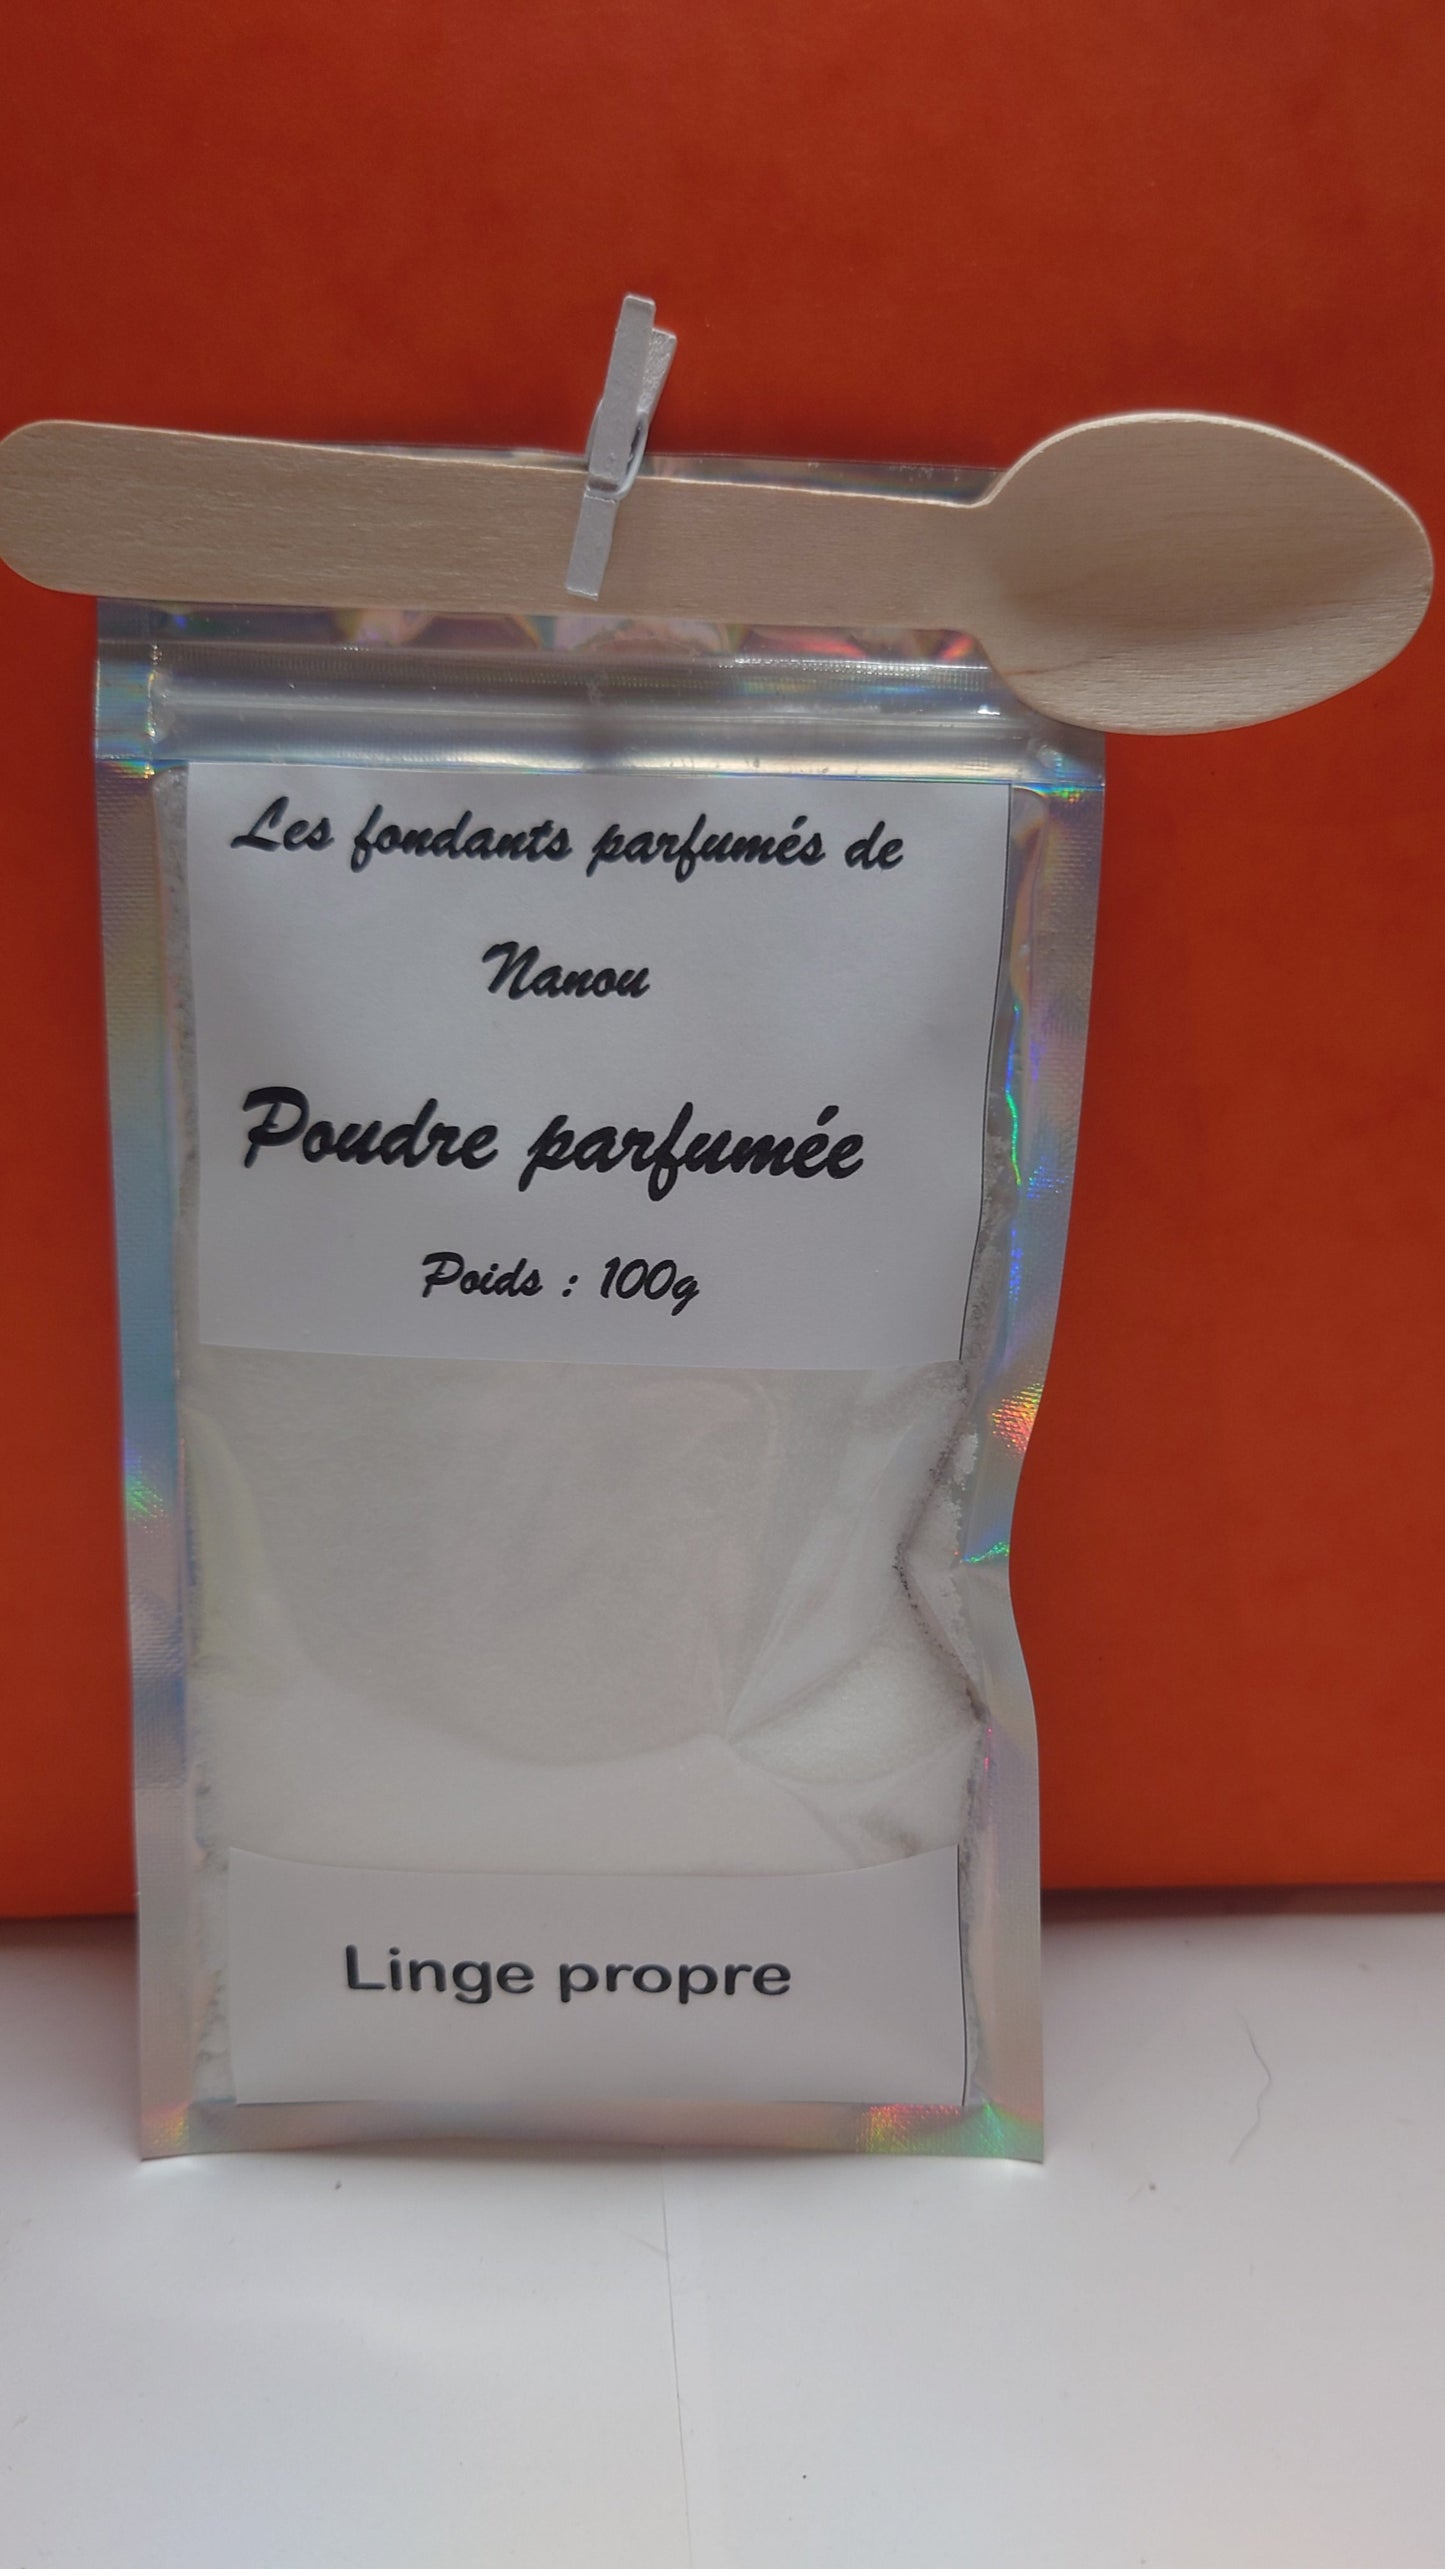 Les fondants parfumés de
Nanou
Poudre parfumée
Poids : 100g
Linge propre